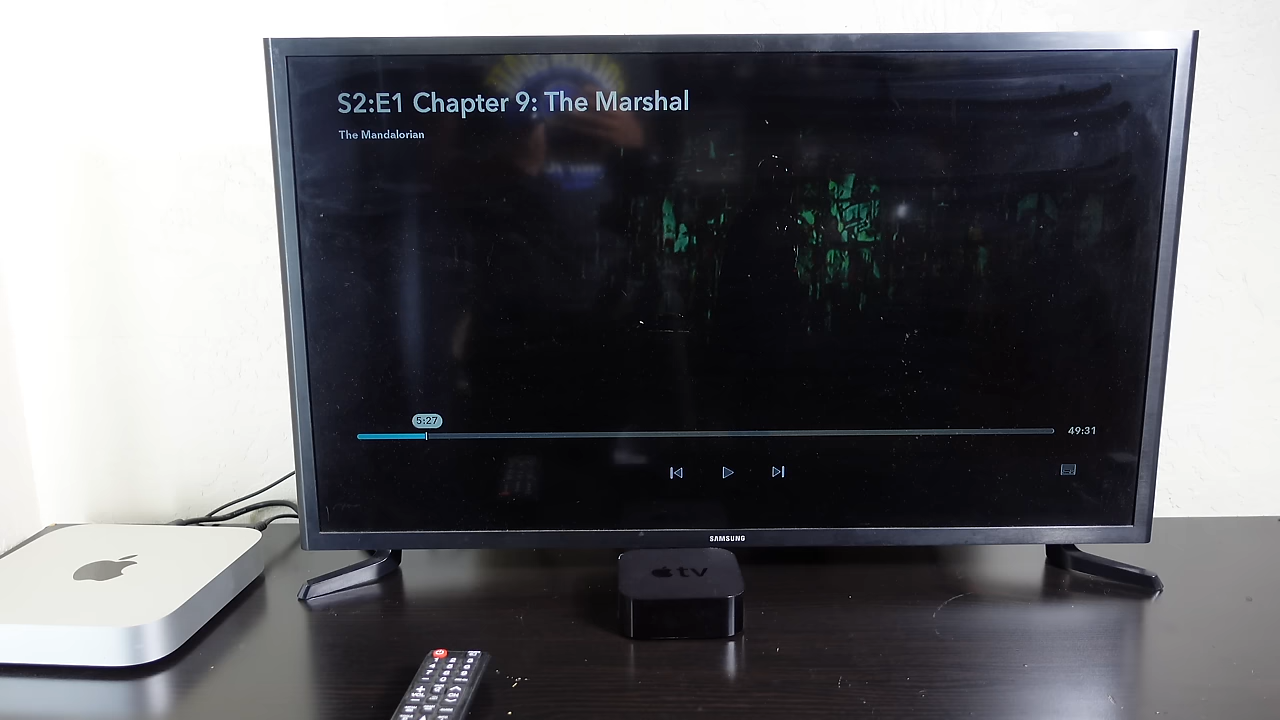 S2:E1 Chapter 9: The Marshal
The Mandalorian
5:27
49:31
SAMSUNG
tv